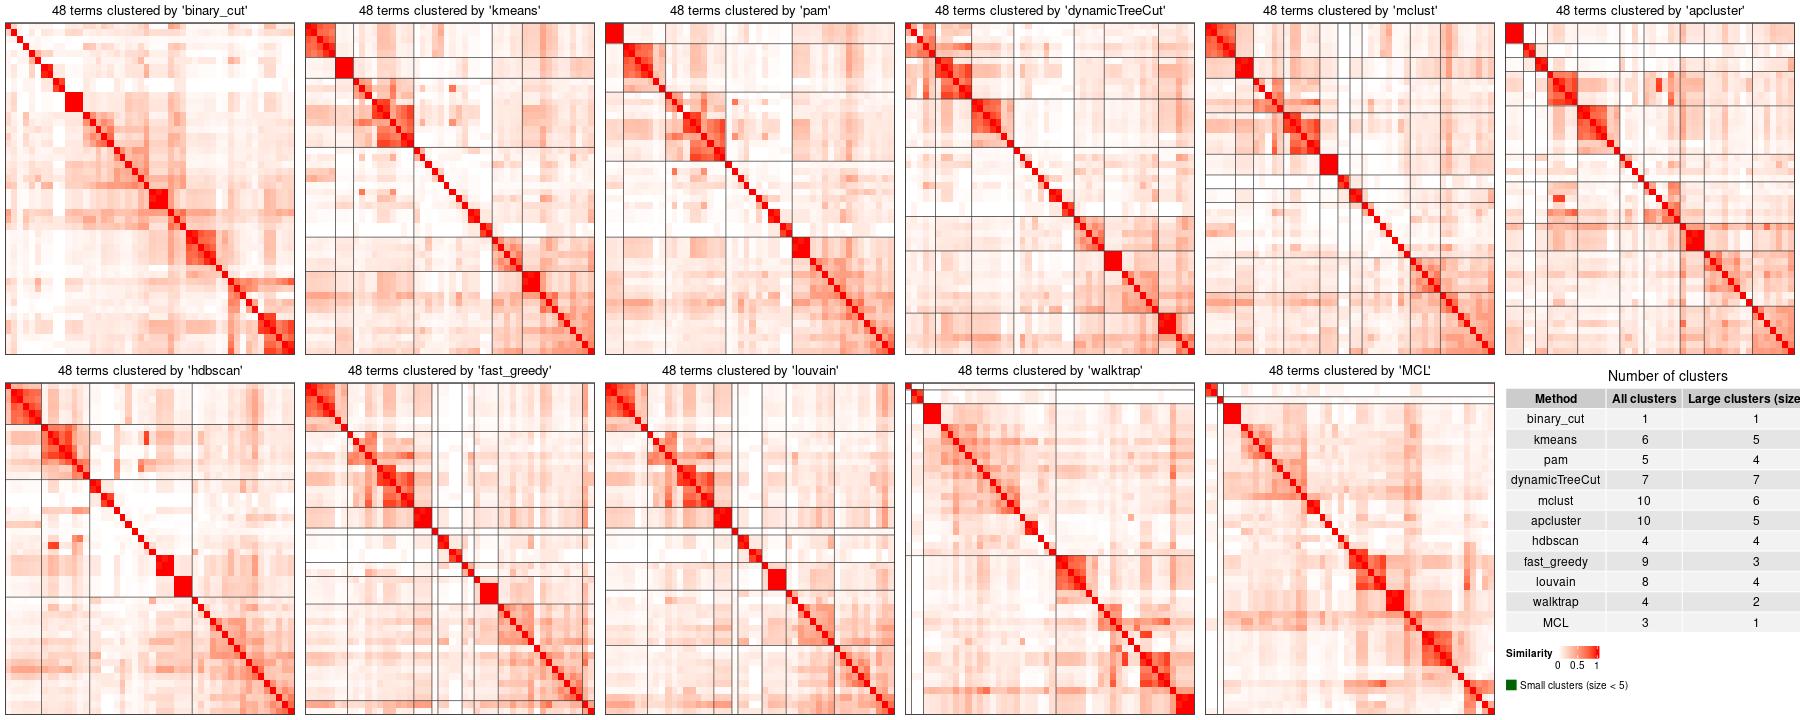 48 terms clustered by 'binary_cut'
48 terms clustered by 'kmeans'
48 terms clustered by 'pam'
48 terms clustered by 'dynamicTreeCut'
48 terms clustered by 'mclust'
48 terms clustered by 'apcluster'
48 terms clustered by 'hdbscan'
48 terms clustered by 'fast_greedy'
48 terms clustered by 'louvain'
48 terms clustered by 'walktrap'
48 terms clustered by 'MCL'
Number of clusters
Method All clusters Large clusters (size
binary_cut 1 1
kmeans 6 5
pam 5 4
dynamicTreeCut 7 7
mclust 10 6
apcluster 10 5
hdbscan 4 4
fast_greedy 9 3
louvain 8 4
walktrap 4 2
MCL 3 1
Similarity
0 0.5 1
Small clusters (size < 5)